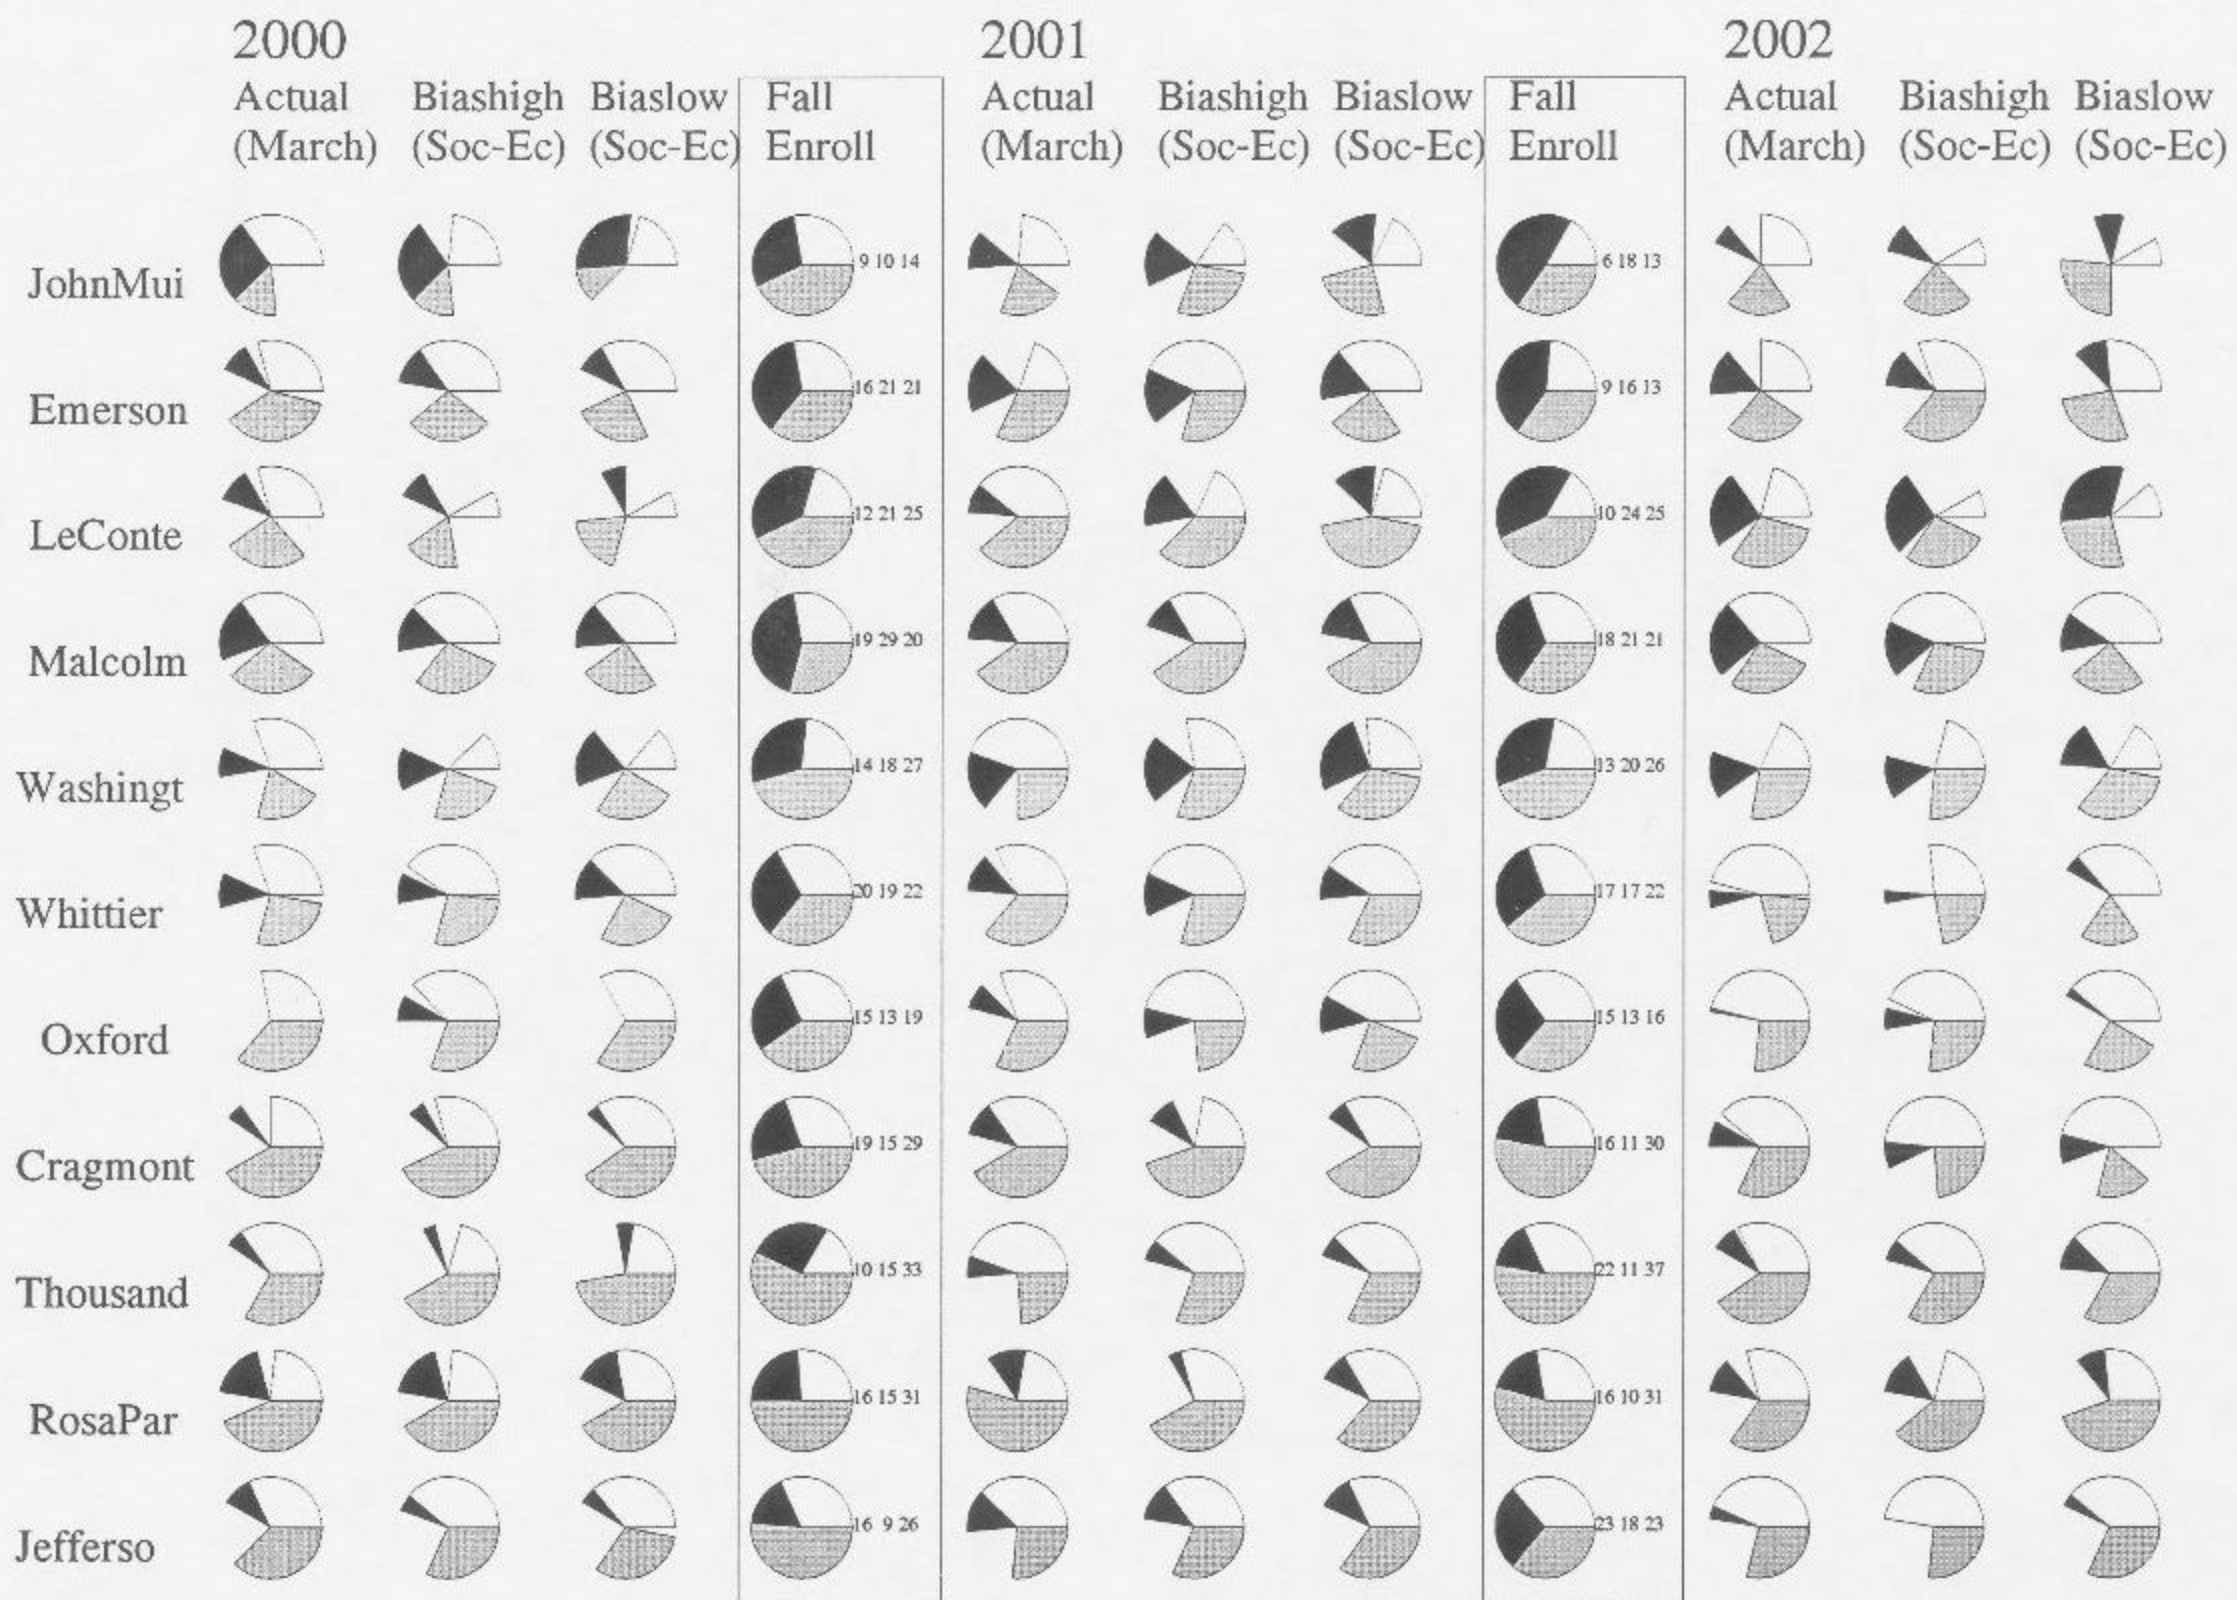 2000 2001 2002
Actual Biashigh Biaslow Fall Actual Biashigh Biaslow Fall Actual Biashigh Biaslow
(March) (Soc-Ec) (Soc-Ec) Enroll (March) (Soc-Ec) (Soc-Ec) Enroll (March) (Soc-Ec) (Soc-Ec)
JohnMui 9 10 14 6 18 13
Emerson 16 21 21 9 16 13
LeConte 12 21 25 10 24 25
Malcolm 19 29 20 18 21 21
Washingt 14 18 27 13 20 26
Whittier 20 19 22 17 17 22
Oxford 15 13 19 15 13 16
Cragmont 19 15 29 16 11 30
Thousand 10 15 33 22 11 37
RosaPar 16 15 31 16 10 31
Jefferso 16 9 26 23 18 23